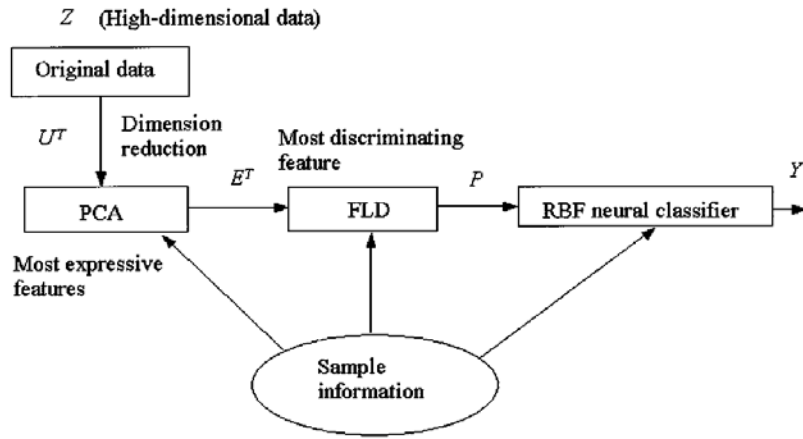 Z (High-dimensional data)
Original data
U^T
Dimension
reduction
Most discriminating
feature
E^T
P
Y
PCA
FLD
RBF neural classifier
Most expressive
features
Sample
information